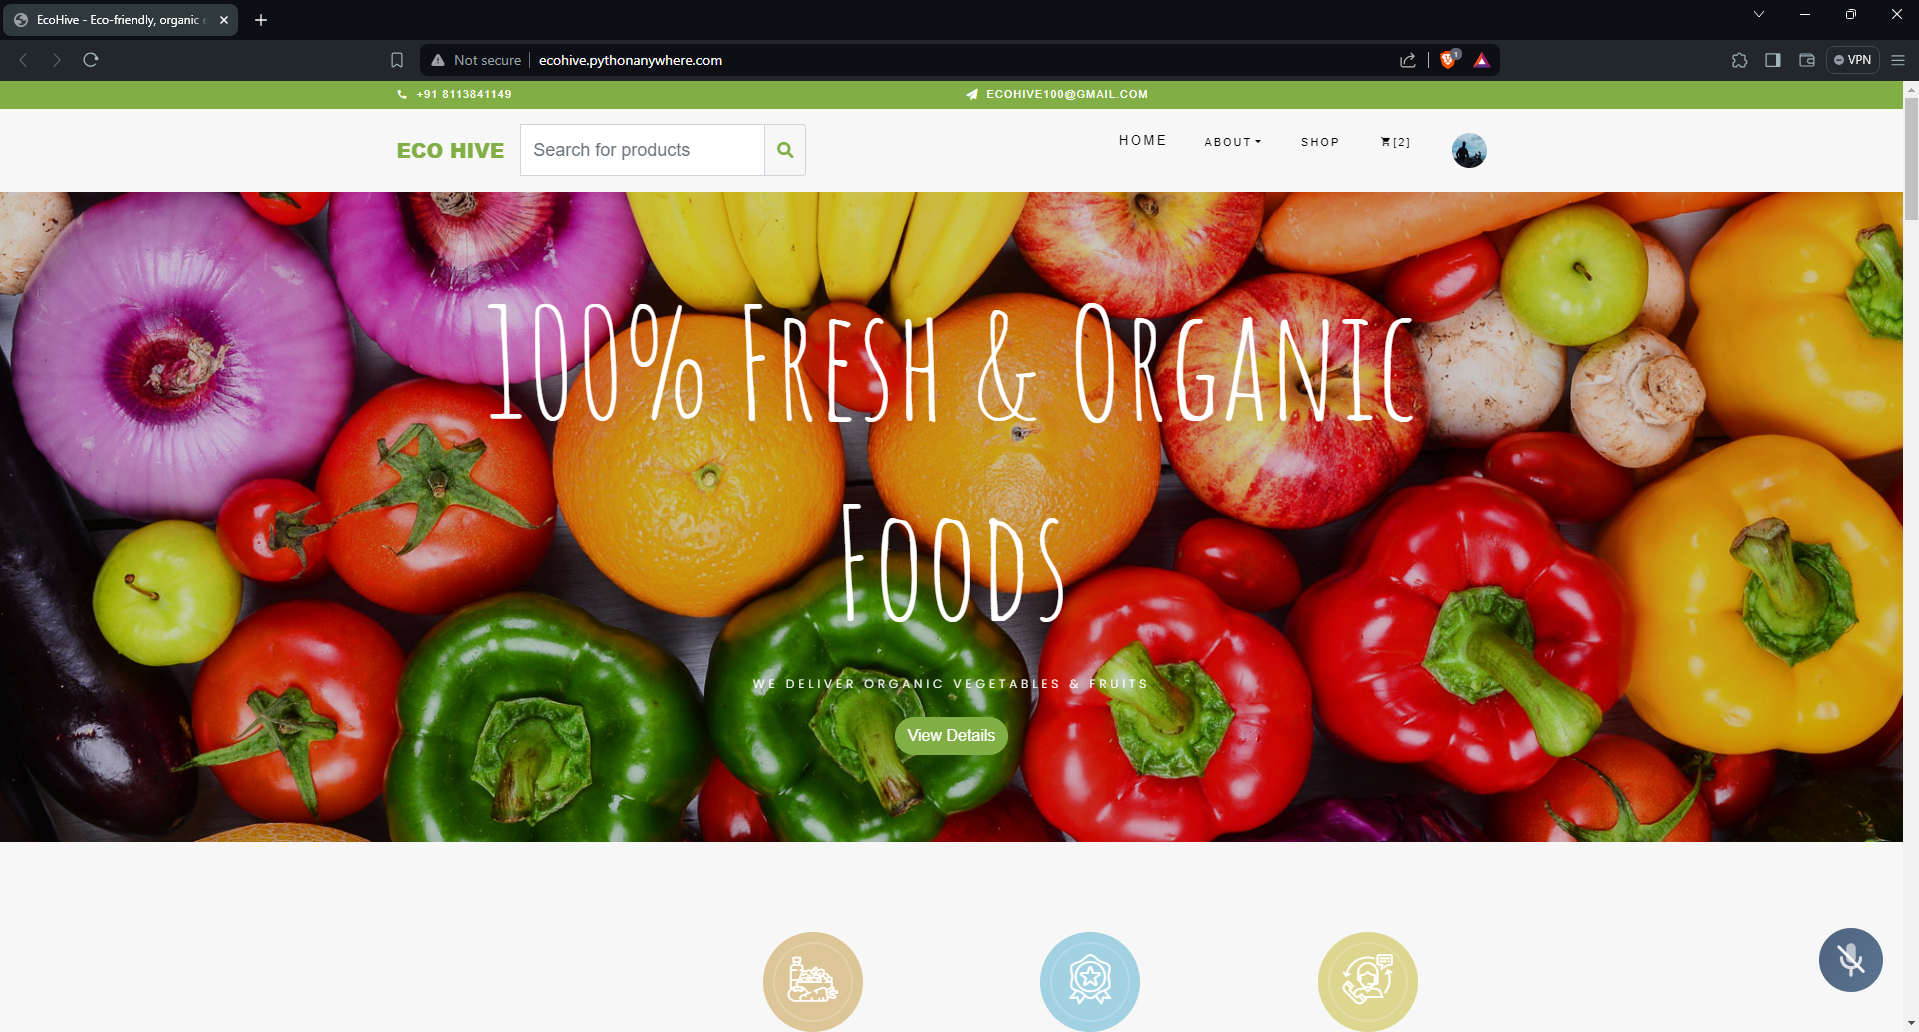 EcoHive - Eco-friendly, organic
Not secure
ecohive.pythonanywhere.com
1
VPN
+91 8113841149
ECOHIVE100@GMAIL.COM
ECO HIVE
Search for products
HOME
ABOUT
SHOP
[2]
100% FRESH & ORGANIC
FOODS
WE DELIVER ORGANIC VEGETABLES & FRUITS
View Details